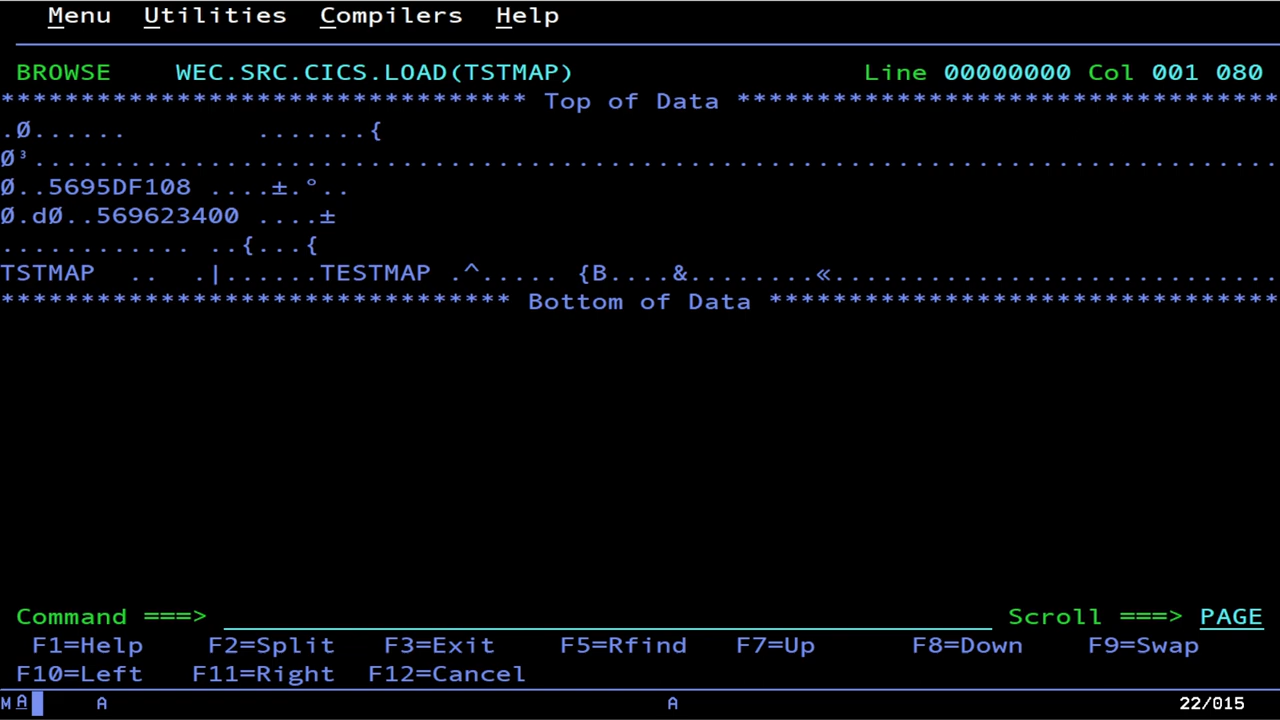 Menu Utilities Compilers Help
BROWSE WEC.SRC.CICS.LOAD(TSTMAP) Line 00000000 Col 001 080
********************************* Top of Data **********************************
.Ø...... .......{
Ø³..............................................................................
Ø..5695DF108 ....±.°..
Ø.dØ..569623400 ....±
............ ..{...{
TSTMAP .. .|......TESTMAP .^..... {B....&........«............................
******************************** Bottom of Data ********************************
Command ===> Scroll ===> PAGE
F1=Help F2=Split F3=Exit F5=Rfind F7=Up F8=Down F9=Swap
F10=Left F11=Right F12=Cancel
MA A A 22/015